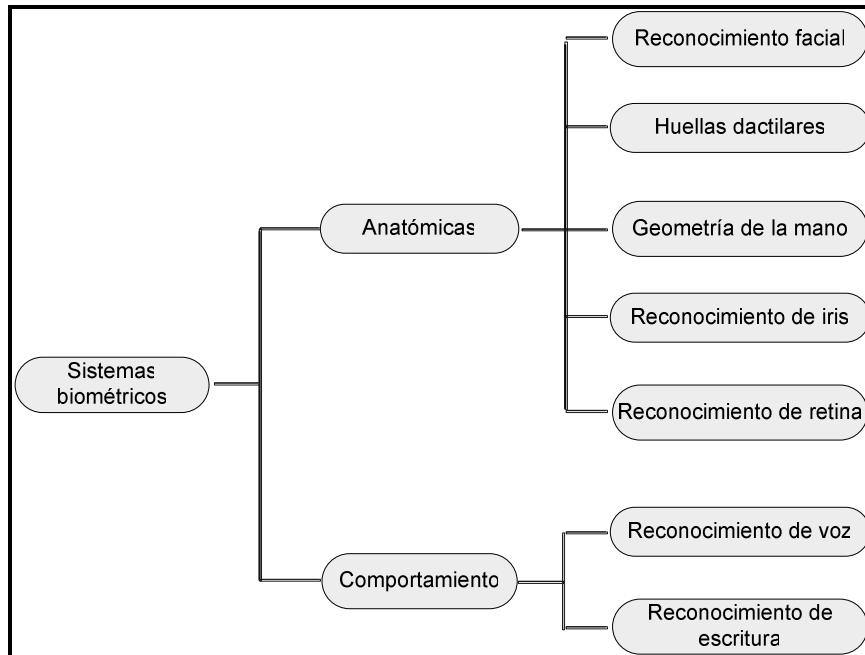 Sistemas
biométricos
Anatómicas
Reconocimiento facial
Huellas dactilares
Geometría de la mano
Reconocimiento de iris
Reconocimiento de retina
Comportamiento
Reconocimiento de voz
Reconocimiento de
escritura